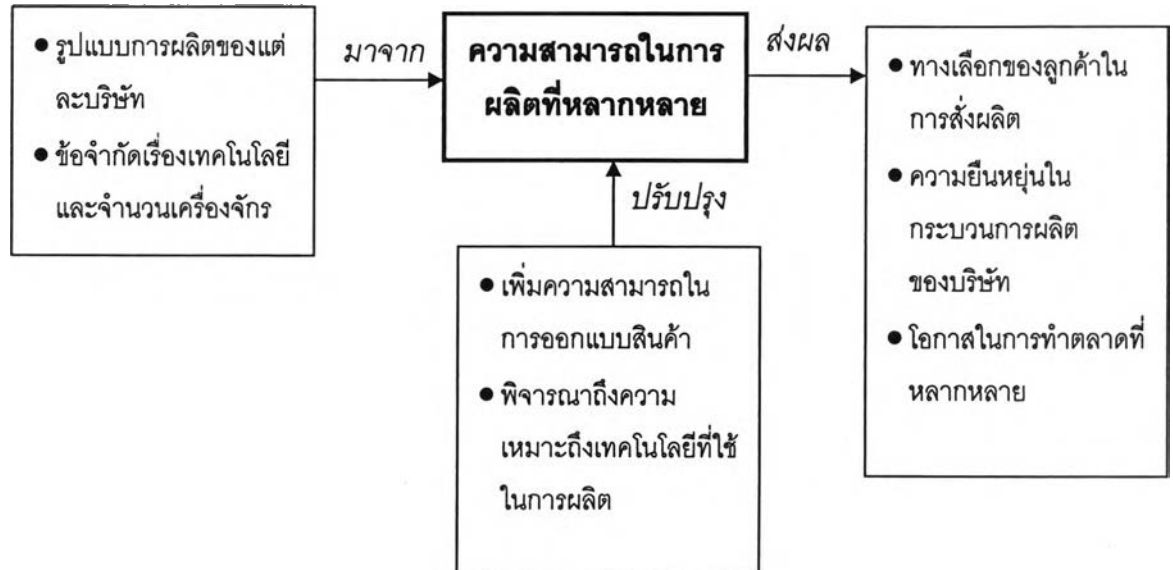 ● รูปแบบการผลิตของแต่
ละบริษัท
● ข้อจำกัดเรื่องเทคโนโลยี
และจำนวนเครื่องจักร
มาจาก
ความสามารถในการ
ผลิตที่หลากหลาย
ส่งผล
● ทางเลือกของลูกค้าใน
การสั่งผลิต
● ความยืนหยุ่นใน
กระบวนการผลิต
ของบริษัท
● โอกาสในการทำตลาดที่
หลากหลาย
ปรับปรุง
● เพิ่มความสามารถใน
การออกแบบสินค้า
● พิจารณาถึงความ
เหมาะถึงเทคโนโลยีที่ใช้
ในการผลิต